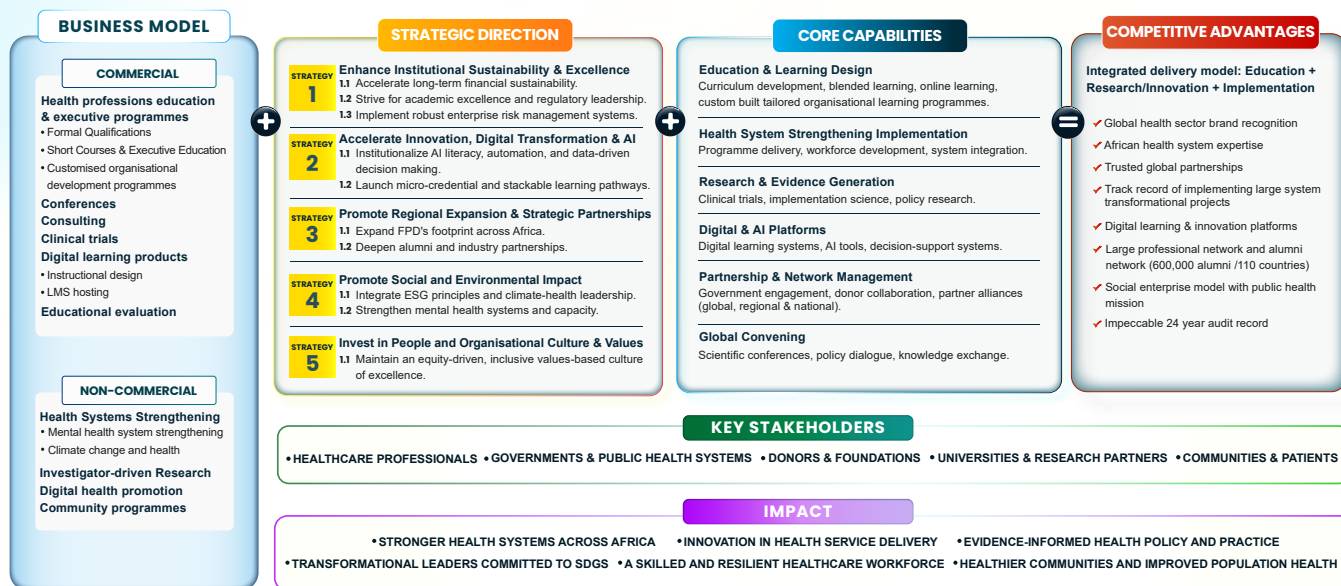 BUSINESS MODEL
COMMERCIAL
Health professions education
& executive programmes
• Formal Qualifications
• Short Courses & Executive Education
• Customised organisational
development programmes
Conferences
Consulting
Clinical trials
Digital learning products
• Instructional design
• LMS hosting
Educational evaluation
NON-COMMERCIAL
Health Systems Strengthening
• Mental health system strengthening
• Climate change and health
Investigator-driven Research
Digital health promotion
Community programmes
STRATEGIC DIRECTION
STRATEGY
1
Enhance Institutional Sustainability & Excellence
1.1 Accelerate long-term financial sustainability.
1.2 Strive for academic excellence and regulatory leadership.
1.3 Implement robust enterprise risk management systems.
STRATEGY
2
Accelerate Innovation, Digital Transformation & AI
1.1 Institutionalize AI literacy, automation, and data-driven
decision making.
1.2 Launch micro-credential and stackable learning pathways.
STRATEGY
3
Promote Regional Expansion & Strategic Partnerships
1.1 Expand FPD's footprint across Africa.
1.2 Deepen alumni and industry partnerships.
STRATEGY
4
Promote Social and Environmental Impact
1.1 Integrate ESG principles and climate-health leadership.
1.2 Strengthen mental health systems and capacity.
STRATEGY
5
Invest in People and Organisational Culture & Values
1.1 Maintain an equity-driven, inclusive values-based culture
of excellence.
CORE CAPABILITIES
Education & Learning Design
Curriculum development, blended learning, online learning,
custom built tailored organisational learning programmes.
Health System Strengthening Implementation
Programme delivery, workforce development, system integration.
Research & Evidence Generation
Clinical trials, implementation science, policy research.
Digital & AI Platforms
Digital learning systems, AI tools, decision-support systems.
Partnership & Network Management
Government engagement, donor collaboration, partner alliances
(global, regional & national).
Global Convening
Scientific conferences, policy dialogue, knowledge exchange.
COMPETITIVE ADVANTAGES
Integrated delivery model: Education +
Research/Innovation + Implementation
✔ Global health sector brand recognition
✔ African health system expertise
✔ Trusted global partnerships
✔ Track record of implementing large system
transformational projects
✔ Digital learning & innovation platforms
✔ Large professional network and alumni
network (600,000 alumni /110 countries)
✔ Social enterprise model with public health
mission
✔ Impeccable 24 year audit record
KEY STAKEHOLDERS
• HEALTHCARE PROFESSIONALS • GOVERNMENTS & PUBLIC HEALTH SYSTEMS • DONORS & FOUNDATIONS • UNIVERSITIES & RESEARCH PARTNERS • COMMUNITIES & PATIENTS
IMPACT
• STRONGER HEALTH SYSTEMS ACROSS AFRICA • INNOVATION IN HEALTH SERVICE DELIVERY • EVIDENCE-INFORMED HEALTH POLICY AND PRACTICE
• TRANSFORMATIONAL LEADERS COMMITTED TO SDGS • A SKILLED AND RESILIENT HEALTHCARE WORKFORCE • HEALTHIER COMMUNITIES AND IMPROVED POPULATION HEALTH